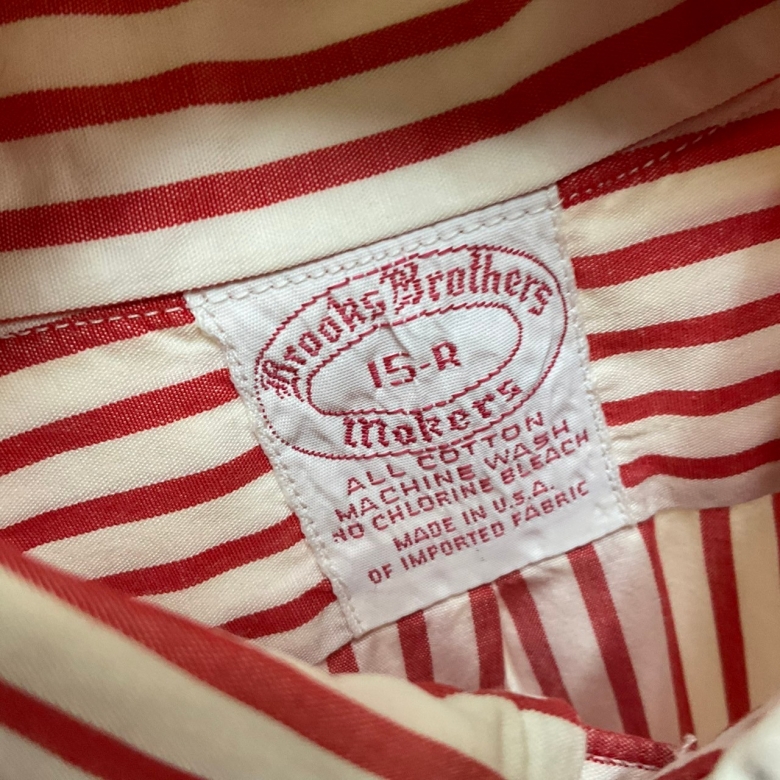 Brooks Brothers
15-R
Makers
ALL COTTON
MACHINE WASH
NO CHLORINE BLEACH
MADE IN U.S.A.
OF IMPORTED FABRIC